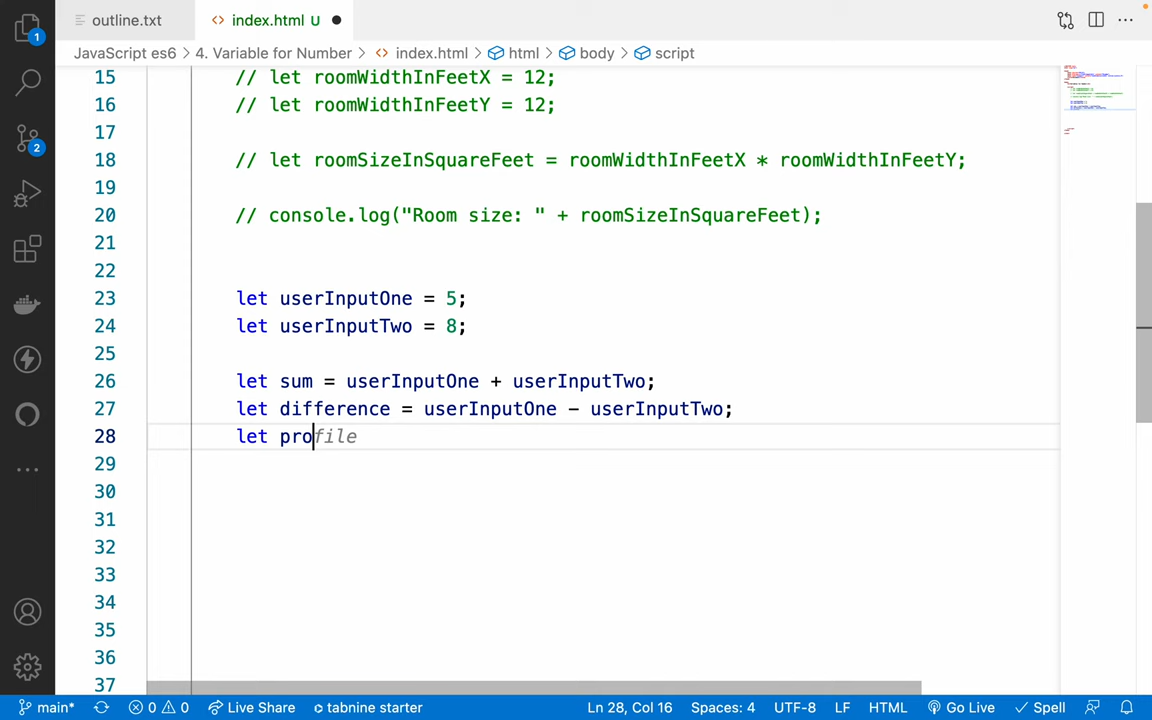 outline.txt
index.html U
JavaScript es6 > 4. Variable for Number > index.html > html > body > script
15 // let roomWidthInFeetX = 12;
16 // let roomWidthInFeetY = 12;
17
18 // let roomSizeInSquareFeet = roomWidthInFeetX * roomWidthInFeetY;
19
20 // console.log("Room size: " + roomSizeInSquareFeet);
21
22
23 let userInputOne = 5;
24 let userInputTwo = 8;
25
26 let sum = userInputOne + userInputTwo;
27 let difference = userInputOne - userInputTwo;
28 let profile
29
30
31
32
33
34
35
36
37
1
2
main* 0 0 Live Share tabnine starter Ln 28, Col 16 Spaces: 4 UTF-8 LF HTML Go Live Spell